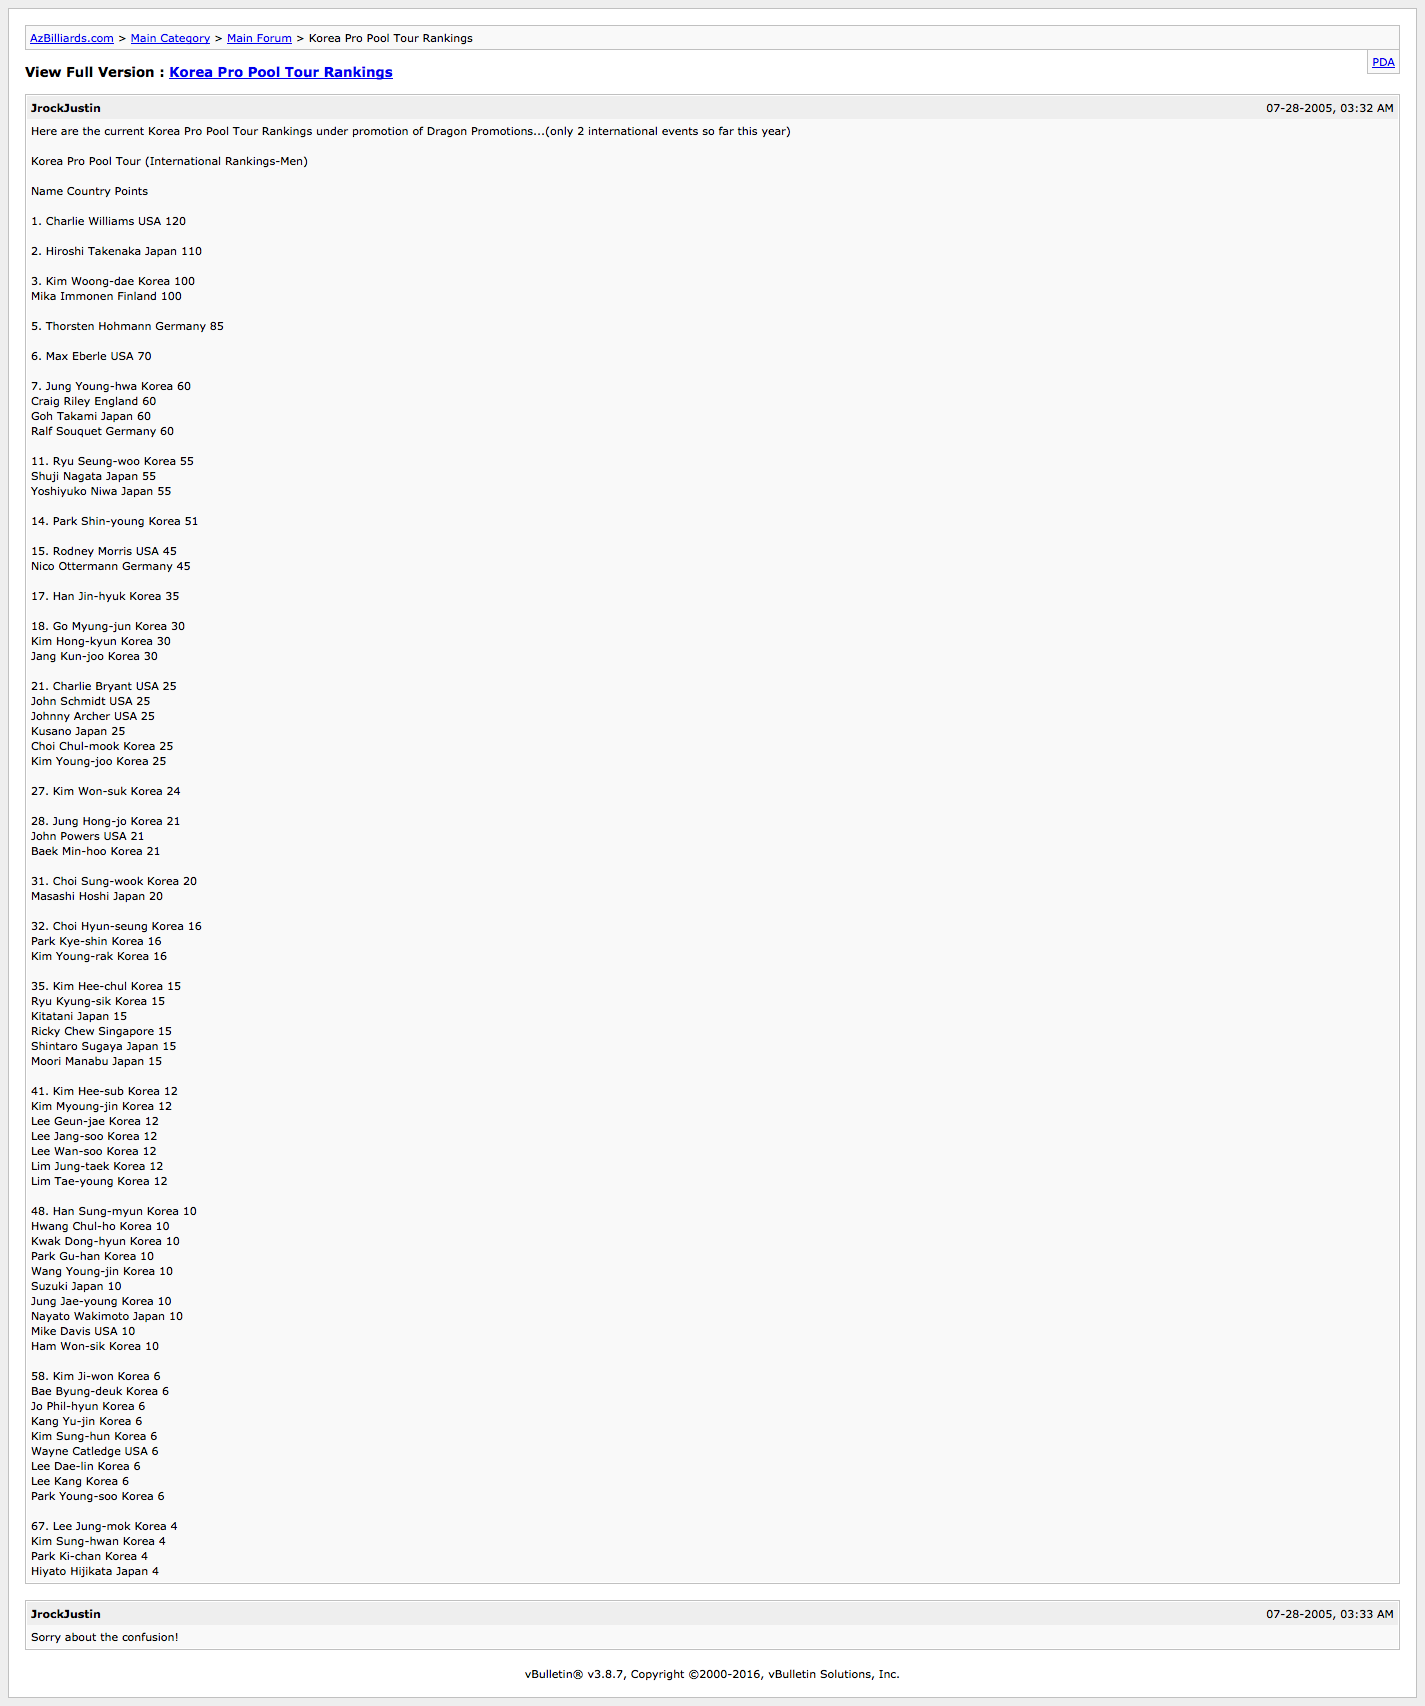 AzBilliards.com > Main Category > Main Forum > Korea Pro Pool Tour Rankings
PDA
View Full Version : Korea Pro Pool Tour Rankings
JrockJustin 07-28-2005, 03:32 AM
Here are the current Korea Pro Pool Tour Rankings under promotion of Dragon Promotions...(only 2 international events so far this year)
Korea Pro Pool Tour (International Rankings-Men)
Name Country Points
1. Charlie Williams USA 120
2. Hiroshi Takenaka Japan 110
3. Kim Woong-dae Korea 100
Mika Immonen Finland 100
5. Thorsten Hohmann Germany 85
6. Max Eberle USA 70
7. Jung Young-hwa Korea 60
Craig Riley England 60
Goh Takami Japan 60
Ralf Souquet Germany 60
11. Ryu Seung-woo Korea 55
Shuji Nagata Japan 55
Yoshiyuko Niwa Japan 55
14. Park Shin-young Korea 51
15. Rodney Morris USA 45
Nico Ottermann Germany 45
17. Han Jin-hyuk Korea 35
18. Go Myung-jun Korea 30
Kim Hong-kyun Korea 30
Jang Kun-joo Korea 30
21. Charlie Bryant USA 25
John Schmidt USA 25
Johnny Archer USA 25
Kusano Japan 25
Choi Chul-mook Korea 25
Kim Young-joo Korea 25
27. Kim Won-suk Korea 24
28. Jung Hong-jo Korea 21
John Powers USA 21
Baek Min-hoo Korea 21
31. Choi Sung-wook Korea 20
Masashi Hoshi Japan 20
32. Choi Hyun-seung Korea 16
Park Kye-shin Korea 16
Kim Young-rak Korea 16
35. Kim Hee-chul Korea 15
Ryu Kyung-sik Korea 15
Kitatani Japan 15
Ricky Chew Singapore 15
Shintaro Sugaya Japan 15
Moori Manabu Japan 15
41. Kim Hee-sub Korea 12
Kim Myoung-jin Korea 12
Lee Geun-jae Korea 12
Lee Jang-soo Korea 12
Lee Wan-soo Korea 12
Lim Jung-taek Korea 12
Lim Tae-young Korea 12
48. Han Sung-myun Korea 10
Hwang Chul-ho Korea 10
Kwak Dong-hyun Korea 10
Park Gu-han Korea 10
Wang Young-jin Korea 10
Suzuki Japan 10
Jung Jae-young Korea 10
Nayato Wakimoto Japan 10
Mike Davis USA 10
Ham Won-sik Korea 10
58. Kim Ji-won Korea 6
Bae Byung-deuk Korea 6
Jo Phil-hyun Korea 6
Kang Yu-jin Korea 6
Kim Sung-hun Korea 6
Wayne Catledge USA 6
Lee Dae-lin Korea 6
Lee Kang Korea 6
Park Young-soo Korea 6
67. Lee Jung-mok Korea 4
Kim Sung-hwan Korea 4
Park Ki-chan Korea 4
Hiyato Hijikata Japan 4
JrockJustin 07-28-2005, 03:33 AM
Sorry about the confusion!
vBulletin® v3.8.7, Copyright ©2000-2016, vBulletin Solutions, Inc.